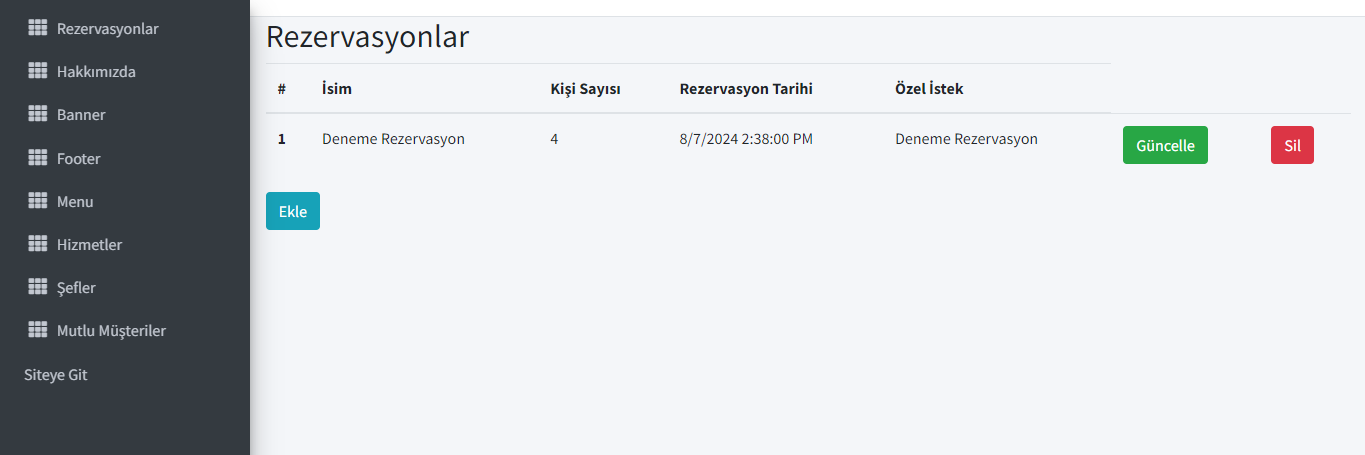 Rezervasyonlar
Hakkımızda
Banner
Footer
Menu
Hizmetler
Şefler
Mutlu Müşteriler
Siteye Git
Rezervasyonlar
# İsim Kişi Sayısı Rezervasyon Tarihi Özel İstek
1 Deneme Rezervasyon 4 8/7/2024 2:38:00 PM Deneme Rezervasyon Güncelle Sil
Ekle